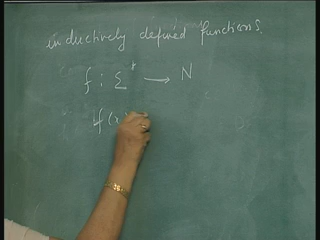 inductively defined functions
f : Σ* → N
f(x